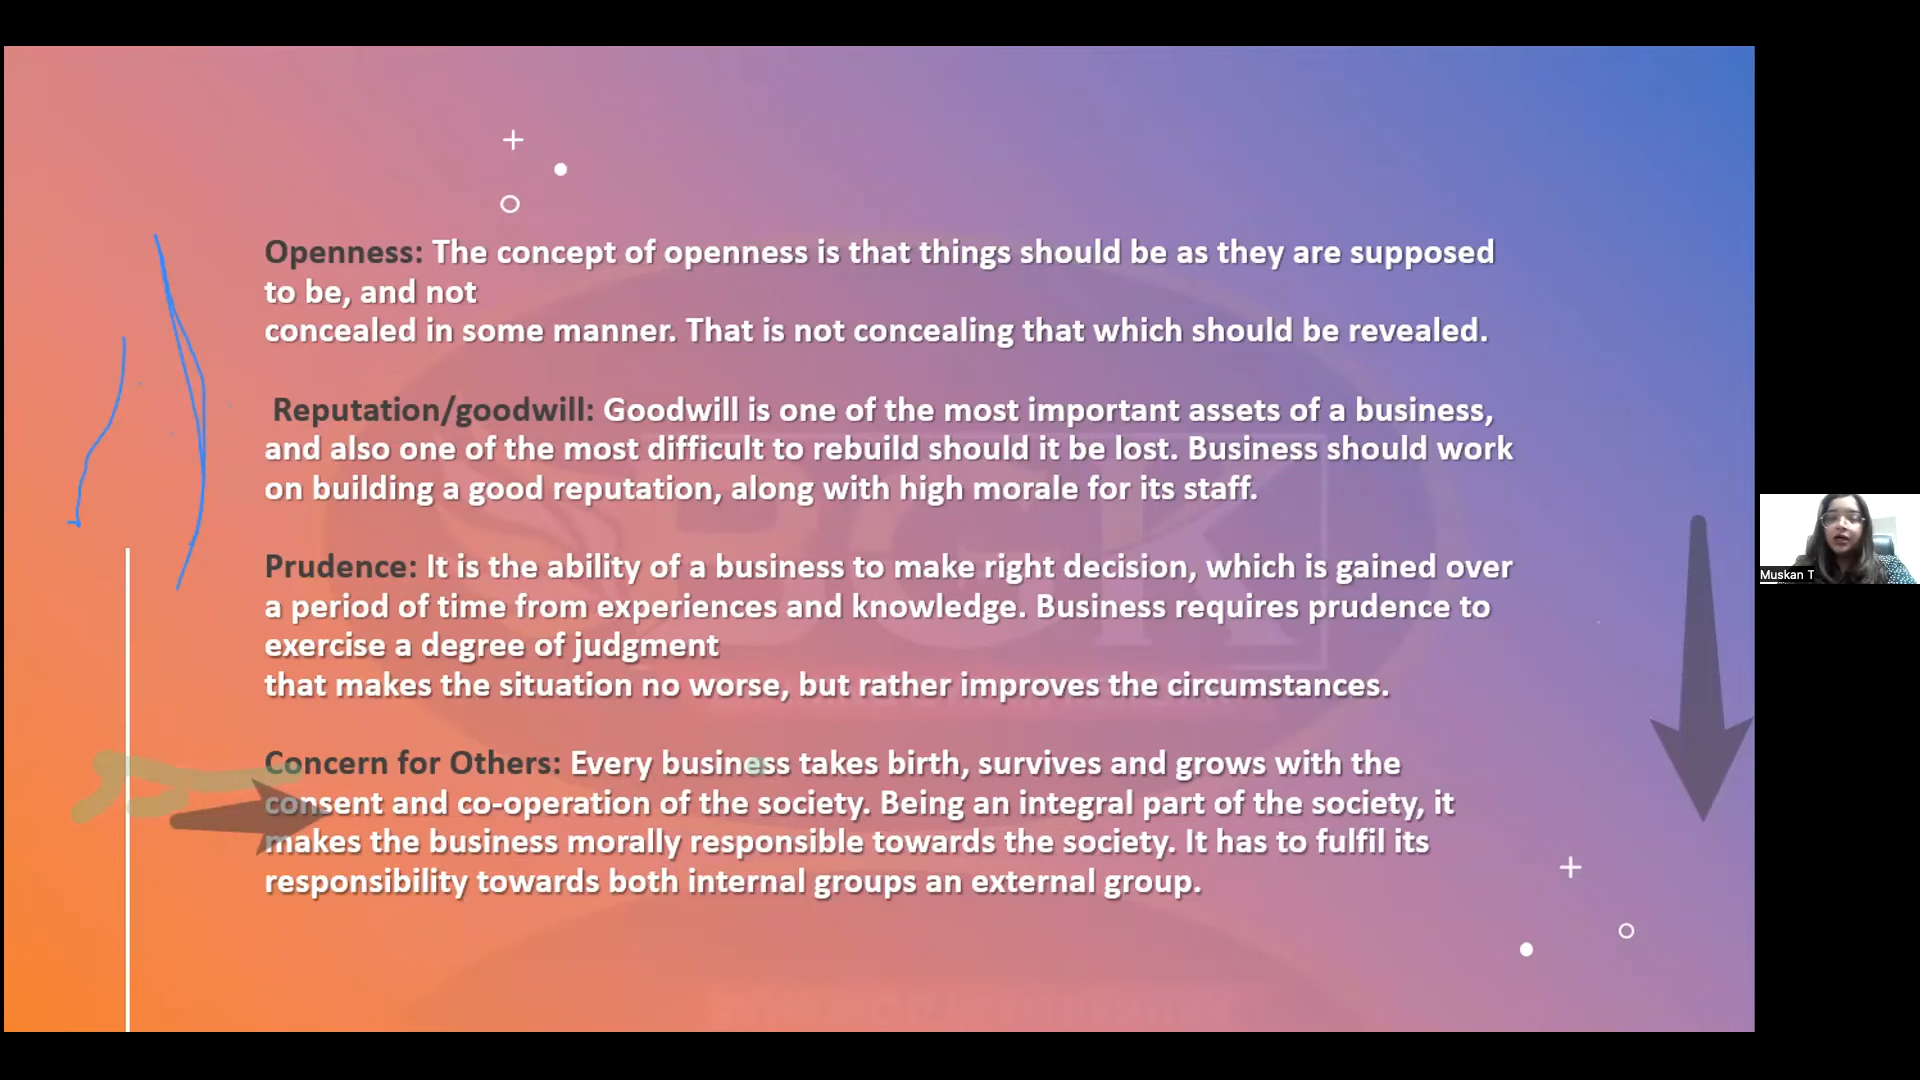 Openness: The concept of openness is that things should be as they are supposed
to be, and not
concealed in some manner. That is not concealing that which should be revealed.
Reputation/goodwill: Goodwill is one of the most important assets of a business,
and also one of the most difficult to rebuild should it be lost. Business should work
on building a good reputation, along with high morale for its staff.
Prudence: It is the ability of a business to make right decision, which is gained over
a period of time from experiences and knowledge. Business requires prudence to
exercise a degree of judgment
that makes the situation no worse, but rather improves the circumstances.
Concern for Others: Every business takes birth, survives and grows with the
consent and co-operation of the society. Being an integral part of the society, it
makes the business morally responsible towards the society. It has to fulfil its
responsibility towards both internal groups an external group.
Muskan T